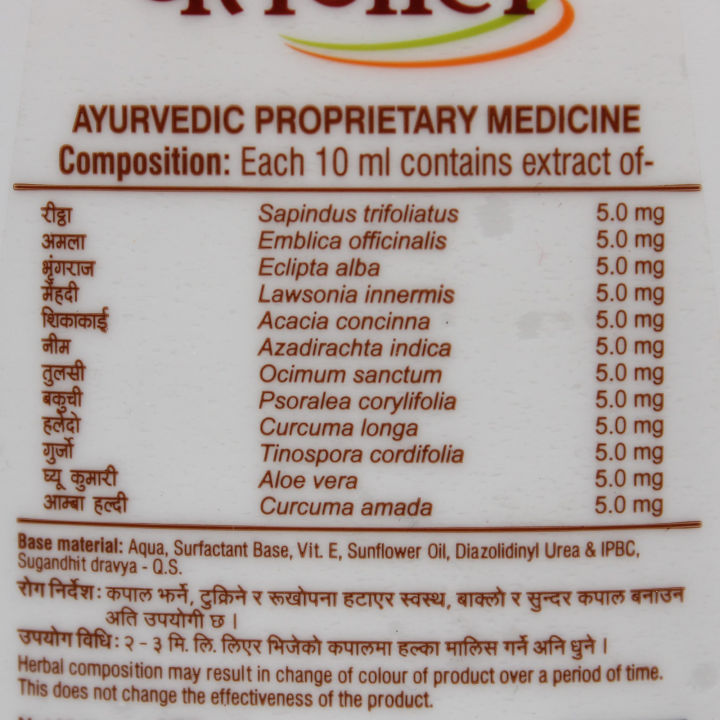 AYURVEDIC PROPRIETARY MEDICINE
Composition: Each 10 ml contains extract of-
रीठ्ठा Sapindus trifoliatus 5.0 mg
अमला Emblica officinalis 5.0 mg
भृंगराज Eclipta alba 5.0 mg
मेंहदी Lawsonia innermis 5.0 mg
शिकाकाई Acacia concinna 5.0 mg
नीम Azadirachta indica 5.0 mg
तुलसी Ocimum sanctum 5.0 mg
बकुची Psoralea corylifolia 5.0 mg
हलेदो Curcuma longa 5.0 mg
गुर्जो Tinospora cordifolia 5.0 mg
घ्यू कुमारी Aloe vera 5.0 mg
आम्बा हल्दी Curcuma amada 5.0 mg
Base material: Aqua, Surfactant Base, Vit. E, Sunflower Oil, Diazolidinyl Urea & IPBC,
Sugandhit dravya - Q.S.
रोग निर्देश: कपाल भर्ने, टुक्रिने र रूखोपना हटाएर स्वस्थ, बाक्लो र सुन्दर कपाल बनाउन
अति उपयोगी छ।
उपयोग विधि: २ - ३ मि. लि. लिएर भिजेको कपालमा हल्का मालिस गर्ने अनि धुने।
Herbal composition may result in change of colour of product over a period of time.
This does not change the effectiveness of the product.